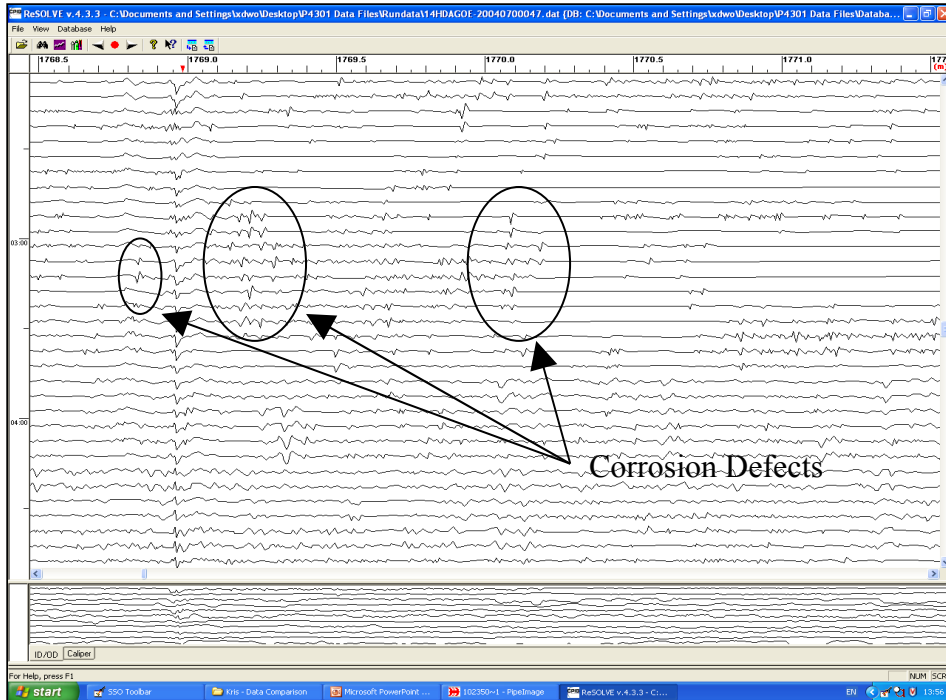 ReSOLVE v.4.3.3 - C:\Documents and Settings\xdwo\Desktop\P4301 Data Files\Rundata\14HDAGOE-20040700047.dat {DB: C:\Documents and Settings\xdwo\Desktop\P4301 Data Files\Databa...
File View Database Help
1768.5 1769.0 1769.5 1770.0 1770.5 1771.0
(m)
03:00
04:00
Corrosion Defects
ID/OD Caliper
For Help, press F1 NUM
start SSO Toolbar Kris - Data Comparison Microsoft PowerPoint ... 102350~1 - PipeImage ReSOLVE v.4.3.3 - C:... EN 13:56